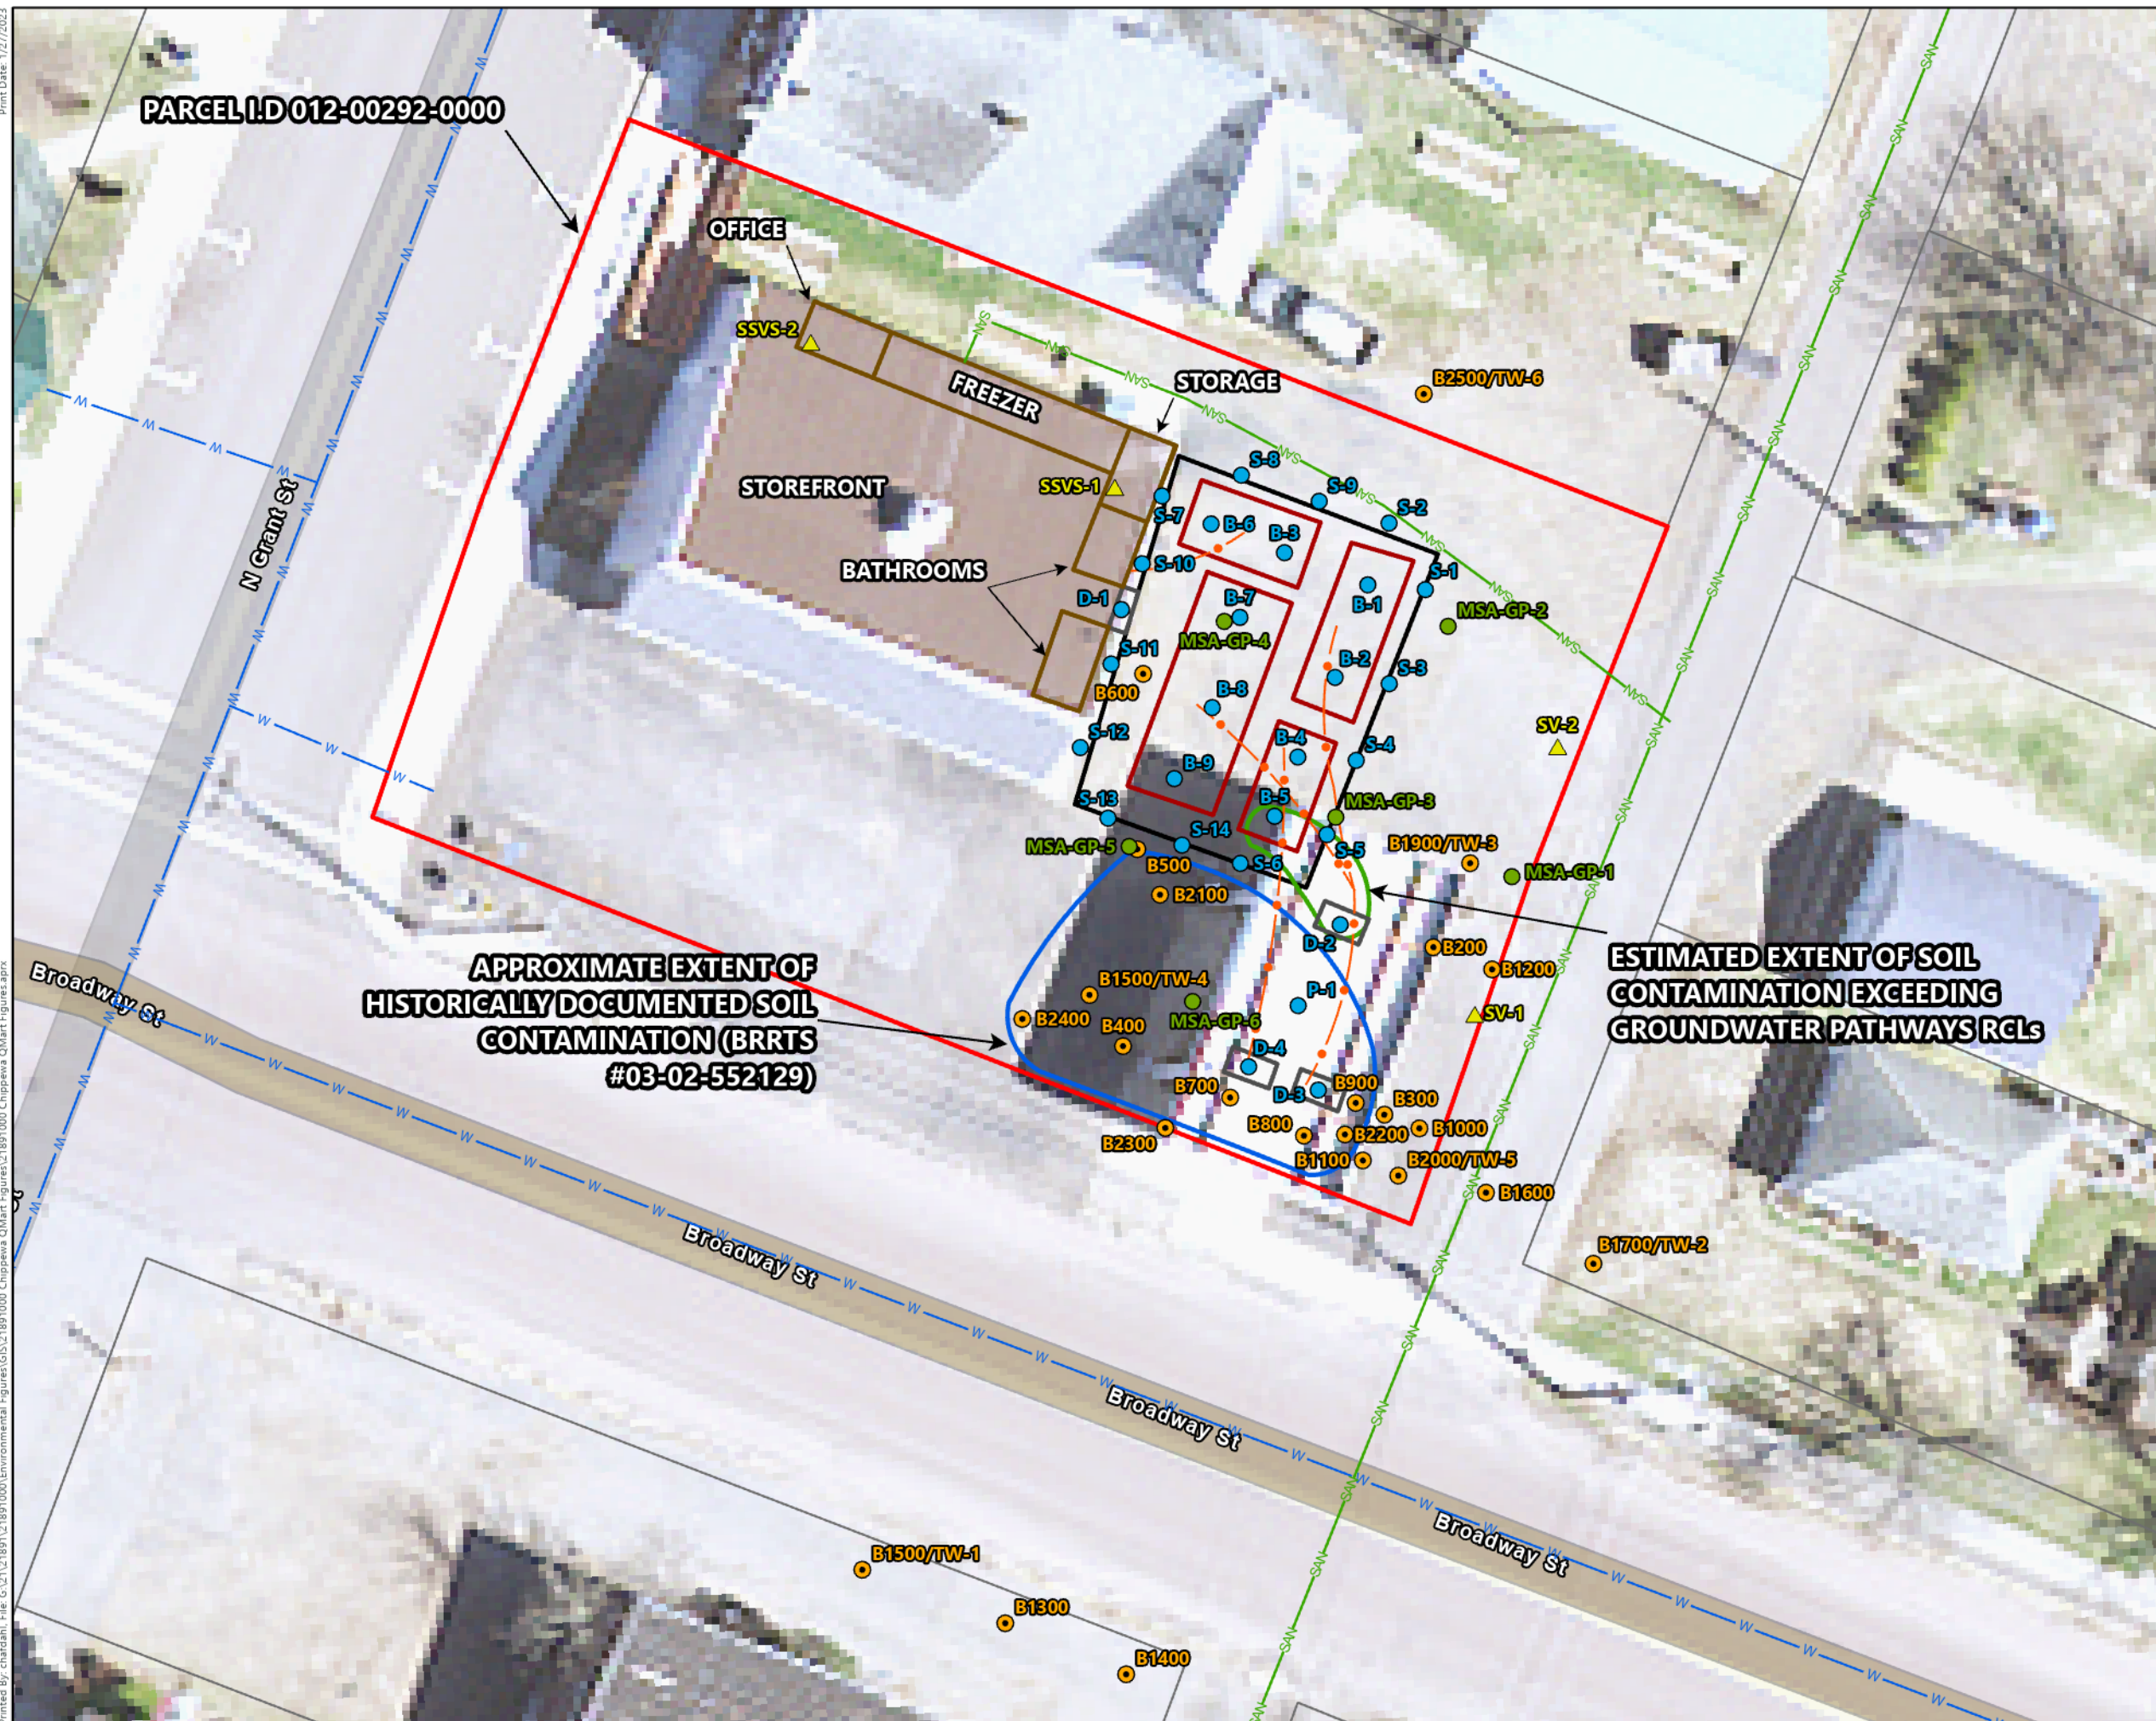 Print Date: 1/27/2023
PARCEL I.D 012-00292-0000
OFFICE
SSVS-2
FREEZER
STORAGE
B2500/TW-6
STOREFRONT
SSVS-1
S-8
S-9
S-2
S-7
B-6
B-3
N Grant St
BATHROOMS
S-10
S-1
D-1
B-7
B-1
MSA-GP-2
MSA-GP-4
S-11
B-2
S-3
B600
B-8
SV-2
S-12
B-4
S-4
B-9
S-13
B-5
MSA-GP-3
S-14
MSA-GP-5
B500
S-6
S-5
B1900/TW-3
MSA-GP-1
B2100
D-2
B200
B1200
Broadway St
APPROXIMATE EXTENT OF
HISTORICALLY DOCUMENTED SOIL
CONTAMINATION (BRRTS
#03-02-552129)
ESTIMATED EXTENT OF SOIL
CONTAMINATION EXCEEDING
GROUNDWATER PATHWAYS RCLs
B1500/TW-4
P-1
B2400
B400
MSA-GP-6
SV-1
D-4
B700
D-3
B900
B300
B800
B2200
B1000
B2300
B1100
B2000/TW-5
B1600
B1700/TW-2
Broadway St
Broadway St
Broadway St
B1500/TW-1
B1300
B1400
W
SAN